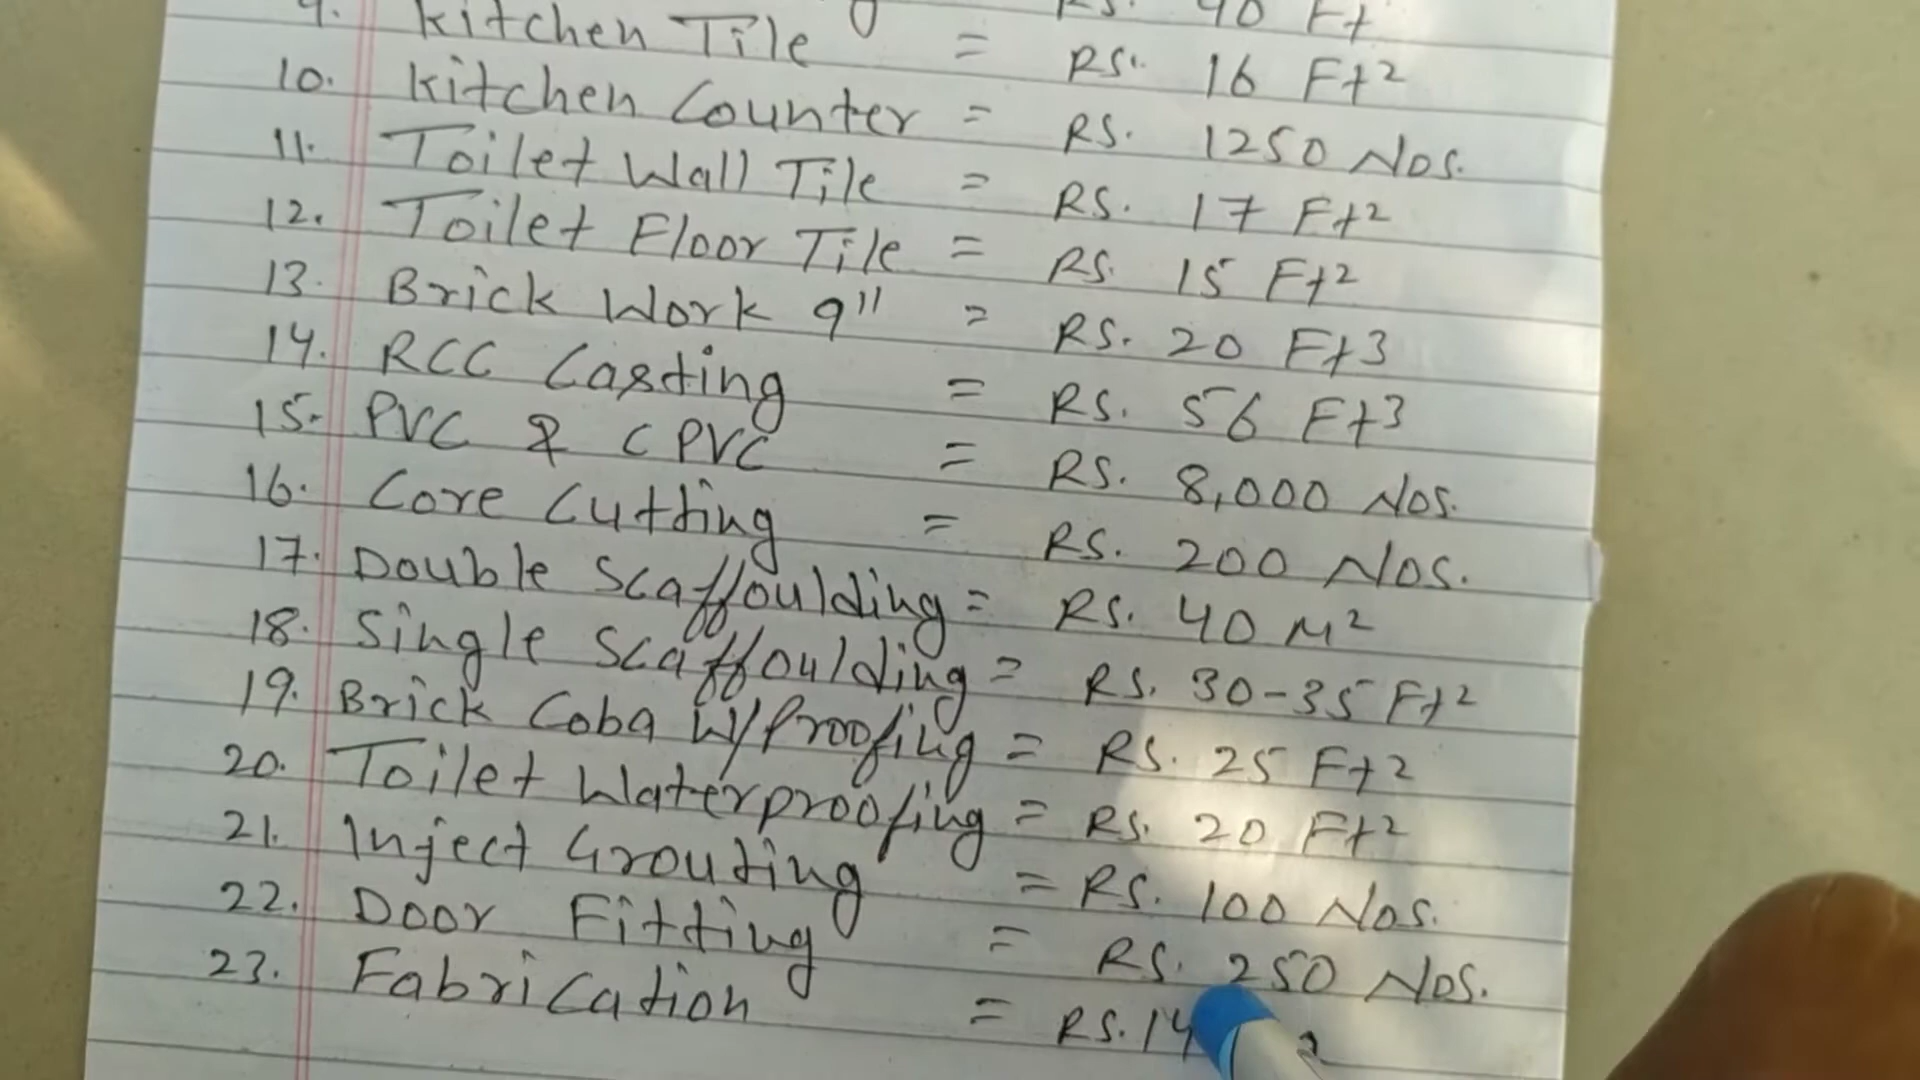 Rs. 40 Ft
9. Kitchen Tile = Rs. 16 Ft2
10. Kitchen Counter = Rs. 1250 Nos.
11. Toilet Wall Tile = Rs. 17 Ft2
12. Toilet Floor Tile = Rs. 15 Ft2
13. Brick Work 9" = Rs. 20 Ft3
14. RCC Casting = Rs. 56 Ft3
15. PVC & CPVC = Rs. 8,000 Nos.
16. Core Cutting = Rs. 200 Nos.
17. Double Scaffoulding = Rs. 40 M2
18. Single Scaffoulding = Rs. 30-35 Ft2
19. Brick Coba W/Proofing = Rs. 25 Ft2
20. Toilet Waterproofing = Rs. 20 Ft2
21. Inject Grouting = Rs. 100 Nos.
22. Door Fitting = Rs. 250 Nos.
23. Fabrication = Rs. 14